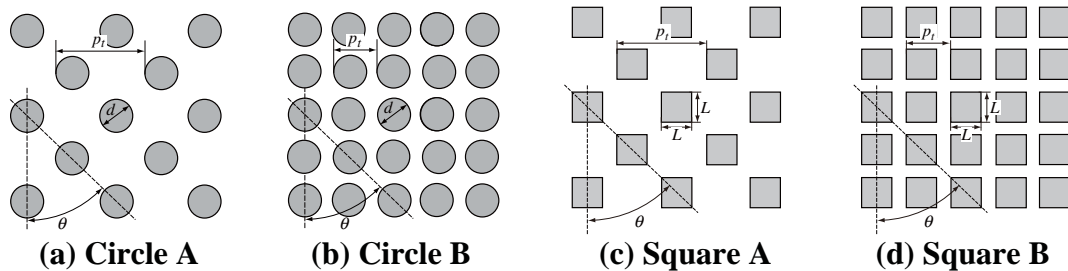 p_t
d
θ
(a) Circle A
p_t
d
θ
(b) Circle B
p_t
L
L
θ
(c) Square A
p_t
L
L
θ
(d) Square B